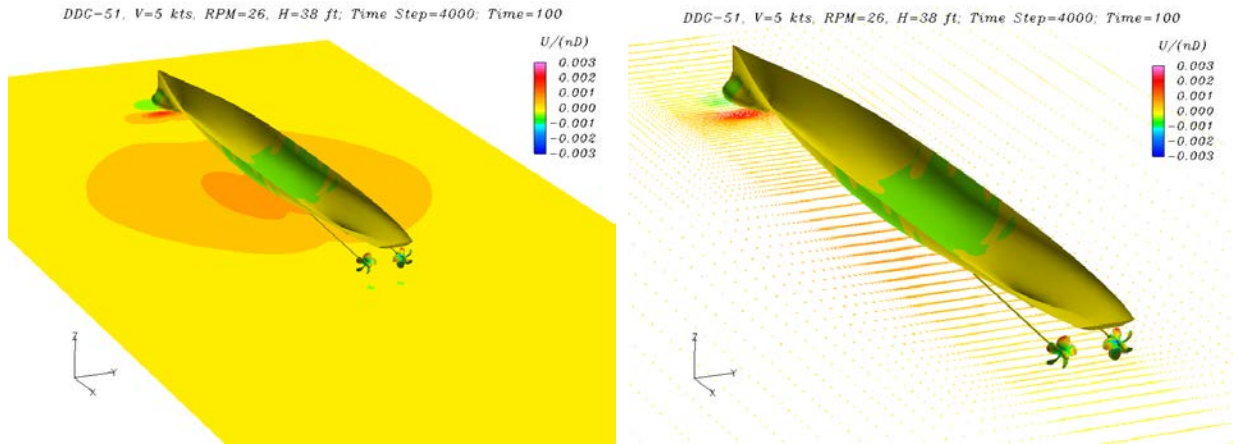 DDG-51, V=5 kts, RPM=26, H=38 ft; Time Step=4000; Time=100
U/(nD)
0.003
0.002
0.001
0.000
-0.001
-0.002
-0.003
Z
Y
X
DDG-51, V=5 kts, RPM=26, H=38 ft; Time Step=4000; Time=100
U/(nD)
0.003
0.002
0.001
0.000
-0.001
-0.002
-0.003
Z
Y
X